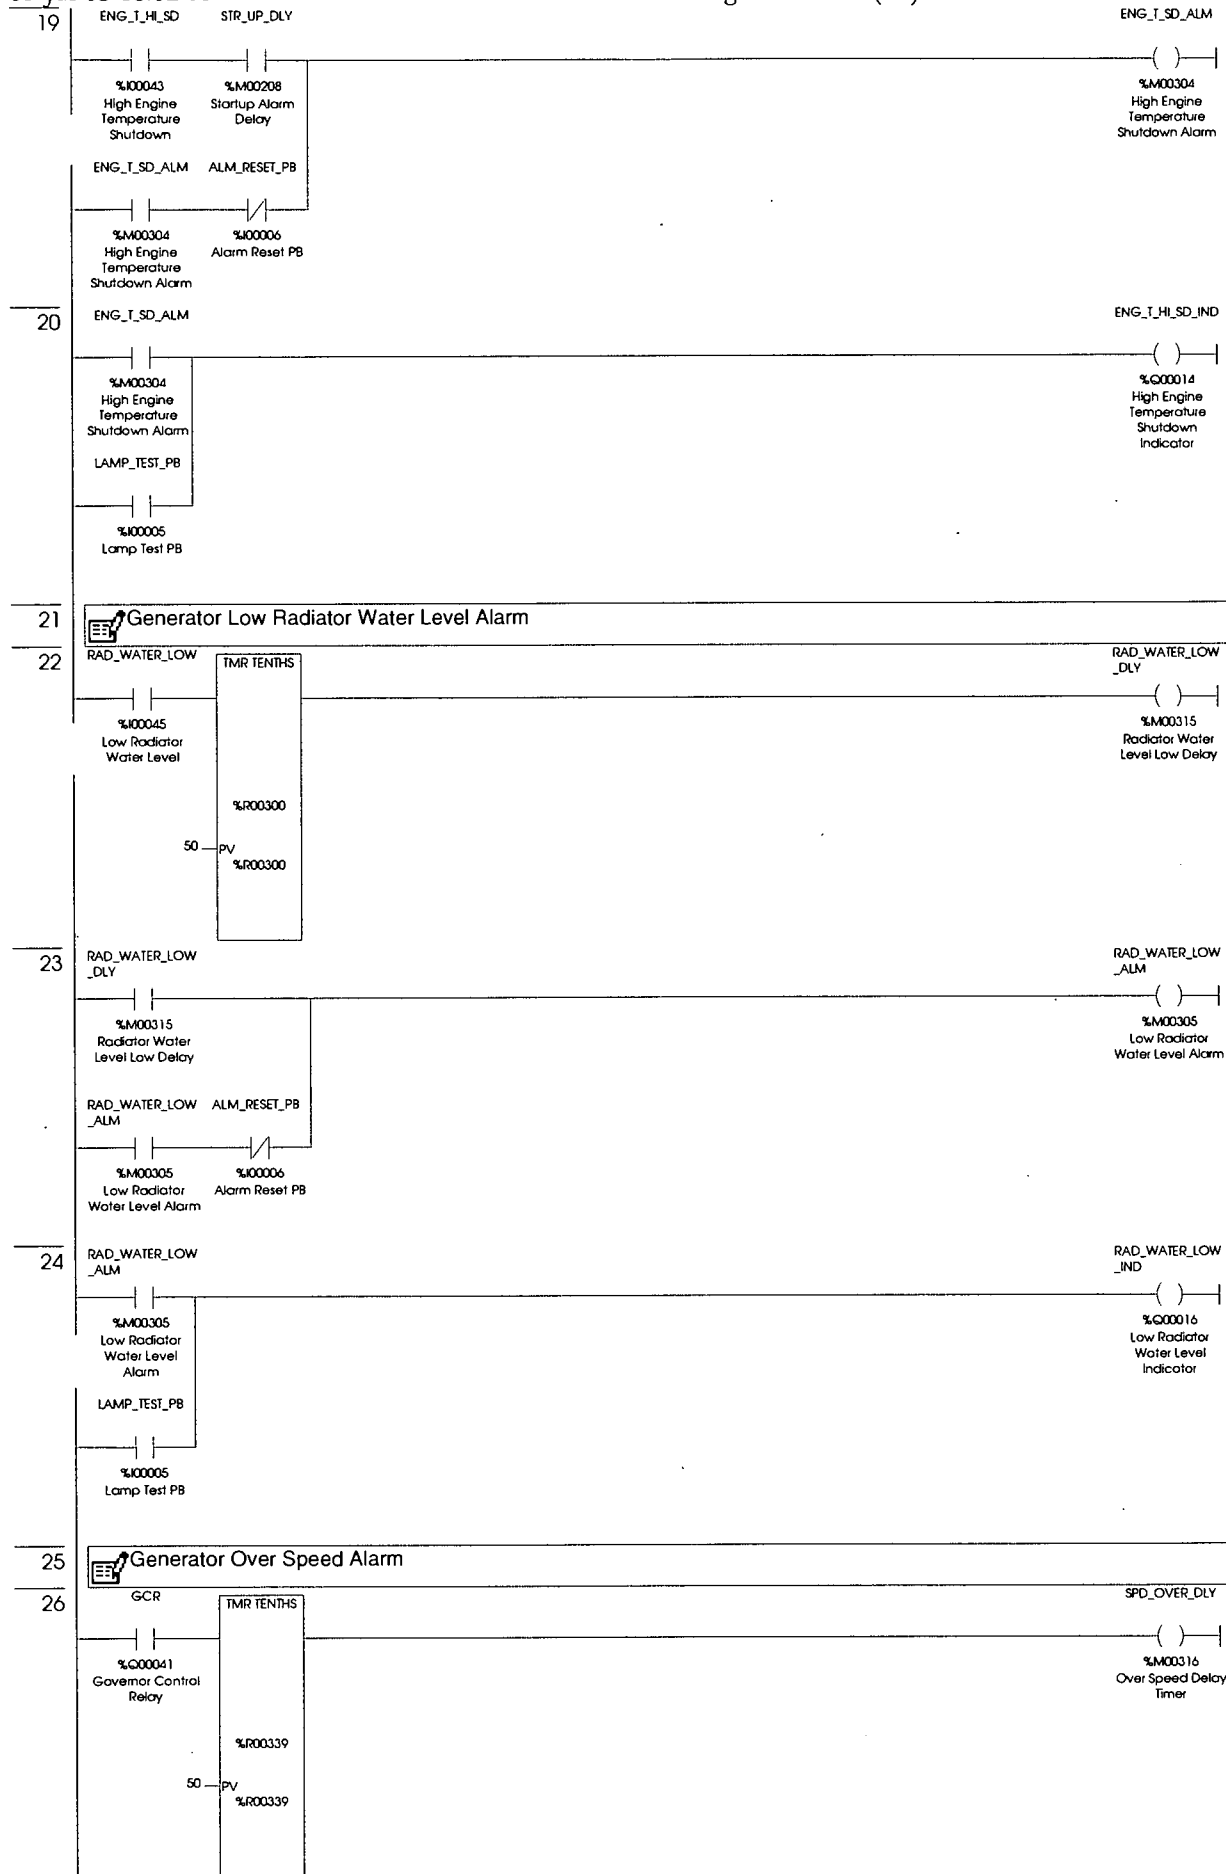 19
ENG_T_HI_SD STR_UP_DLY ENG_T_SD_ALM
%I00043 %M00208 %M00304
High Engine Startup Alarm High Engine
Temperature Delay Temperature
Shutdown Shutdown Alarm
ENG_T_SD_ALM ALM_RESET_PB
%M00304 %I00006
High Engine Alarm Reset PB
Temperature
Shutdown Alarm
20
ENG_T_SD_ALM ENG_T_HI_SD_IND
%M00304 %Q00014
High Engine High Engine
Temperature Temperature
Shutdown Alarm Shutdown
Indicator
LAMP_TEST_PB
%I00005
Lamp Test PB
21 Generator Low Radiator Water Level Alarm
22
RAD_WATER_LOW TMR TENTHS RAD_WATER_LOW
_DLY
%I00045 %M00315
Low Radiator Radiator Water
Water Level Level Low Delay
%R00300
50 PV
%R00300
23
RAD_WATER_LOW RAD_WATER_LOW
_DLY _ALM
%M00315 %M00305
Radiator Water Low Radiator
Level Low Delay Water Level Alarm
RAD_WATER_LOW ALM_RESET_PB
_ALM
%M00305 %I00006
Low Radiator Alarm Reset PB
Water Level Alarm
24
RAD_WATER_LOW RAD_WATER_LOW
_ALM _IND
%M00305 %Q00016
Low Radiator Low Radiator
Water Level Water Level
Alarm Indicator
LAMP_TEST_PB
%I00005
Lamp Test PB
25 Generator Over Speed Alarm
26
GCR TMR TENTHS SPD_OVER_DLY
%Q00041 %M00316
Governor Control Over Speed Delay
Relay Timer
%R00339
50 PV
%R00339